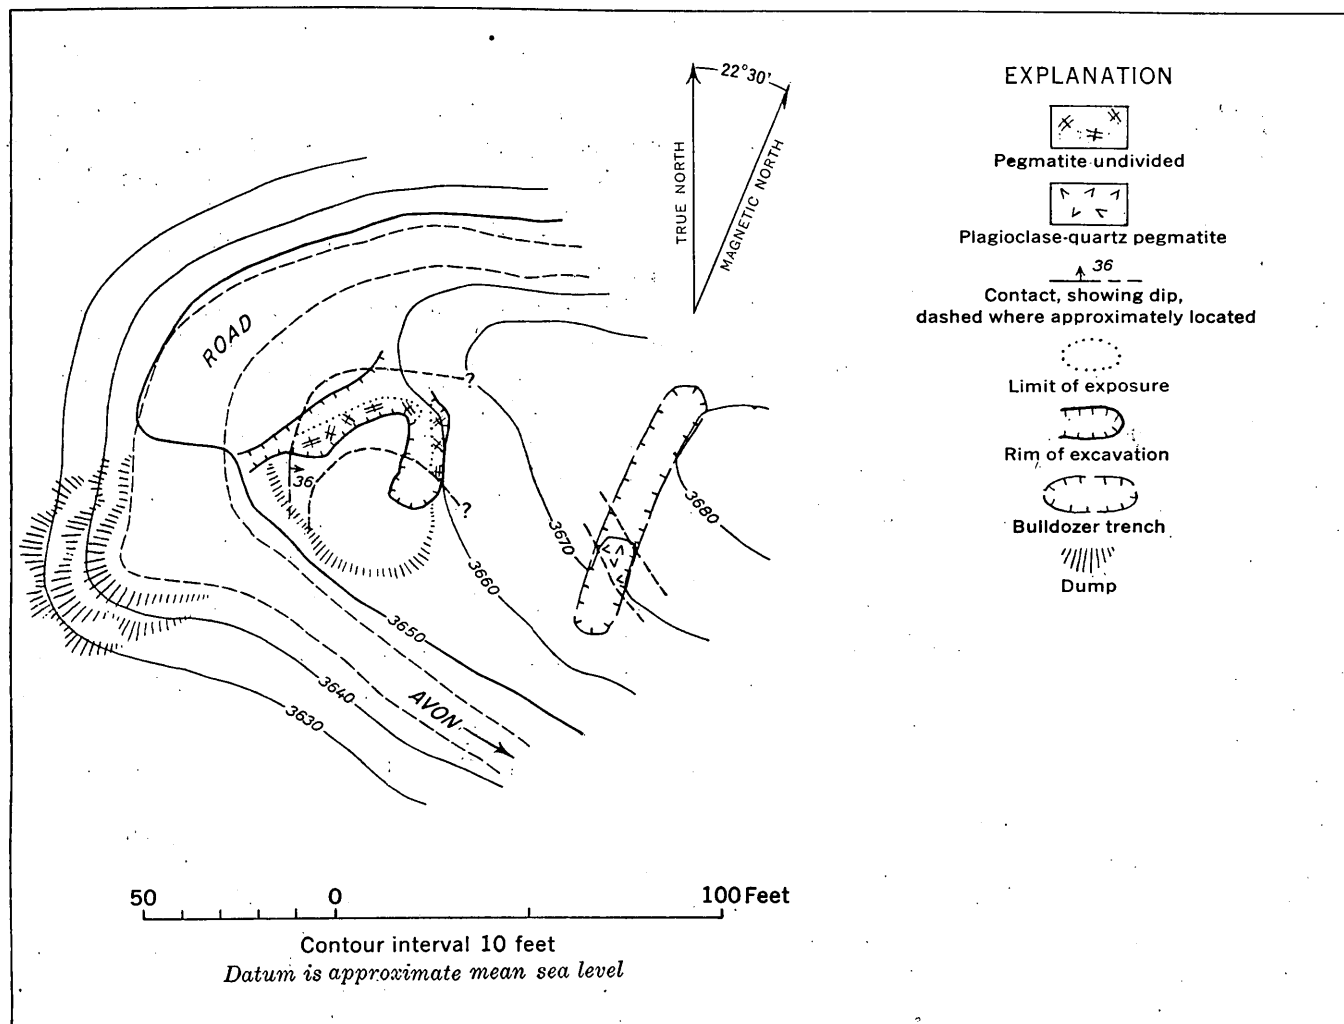 22°30'
TRUE NORTH
MAGNETIC NORTH
EXPLANATION
Pegmatite undivided
Plagioclase-quartz pegmatite
36
Contact, showing dip,
dashed where approximately located
Limit of exposure
Rim of excavation
Bulldozer trench
Dump
ROAD
?
36
?
3680
3670
3660
3650
3640
3630
AVON
50 0 100 Feet
Contour interval 10 feet
Datum is approximate mean sea level